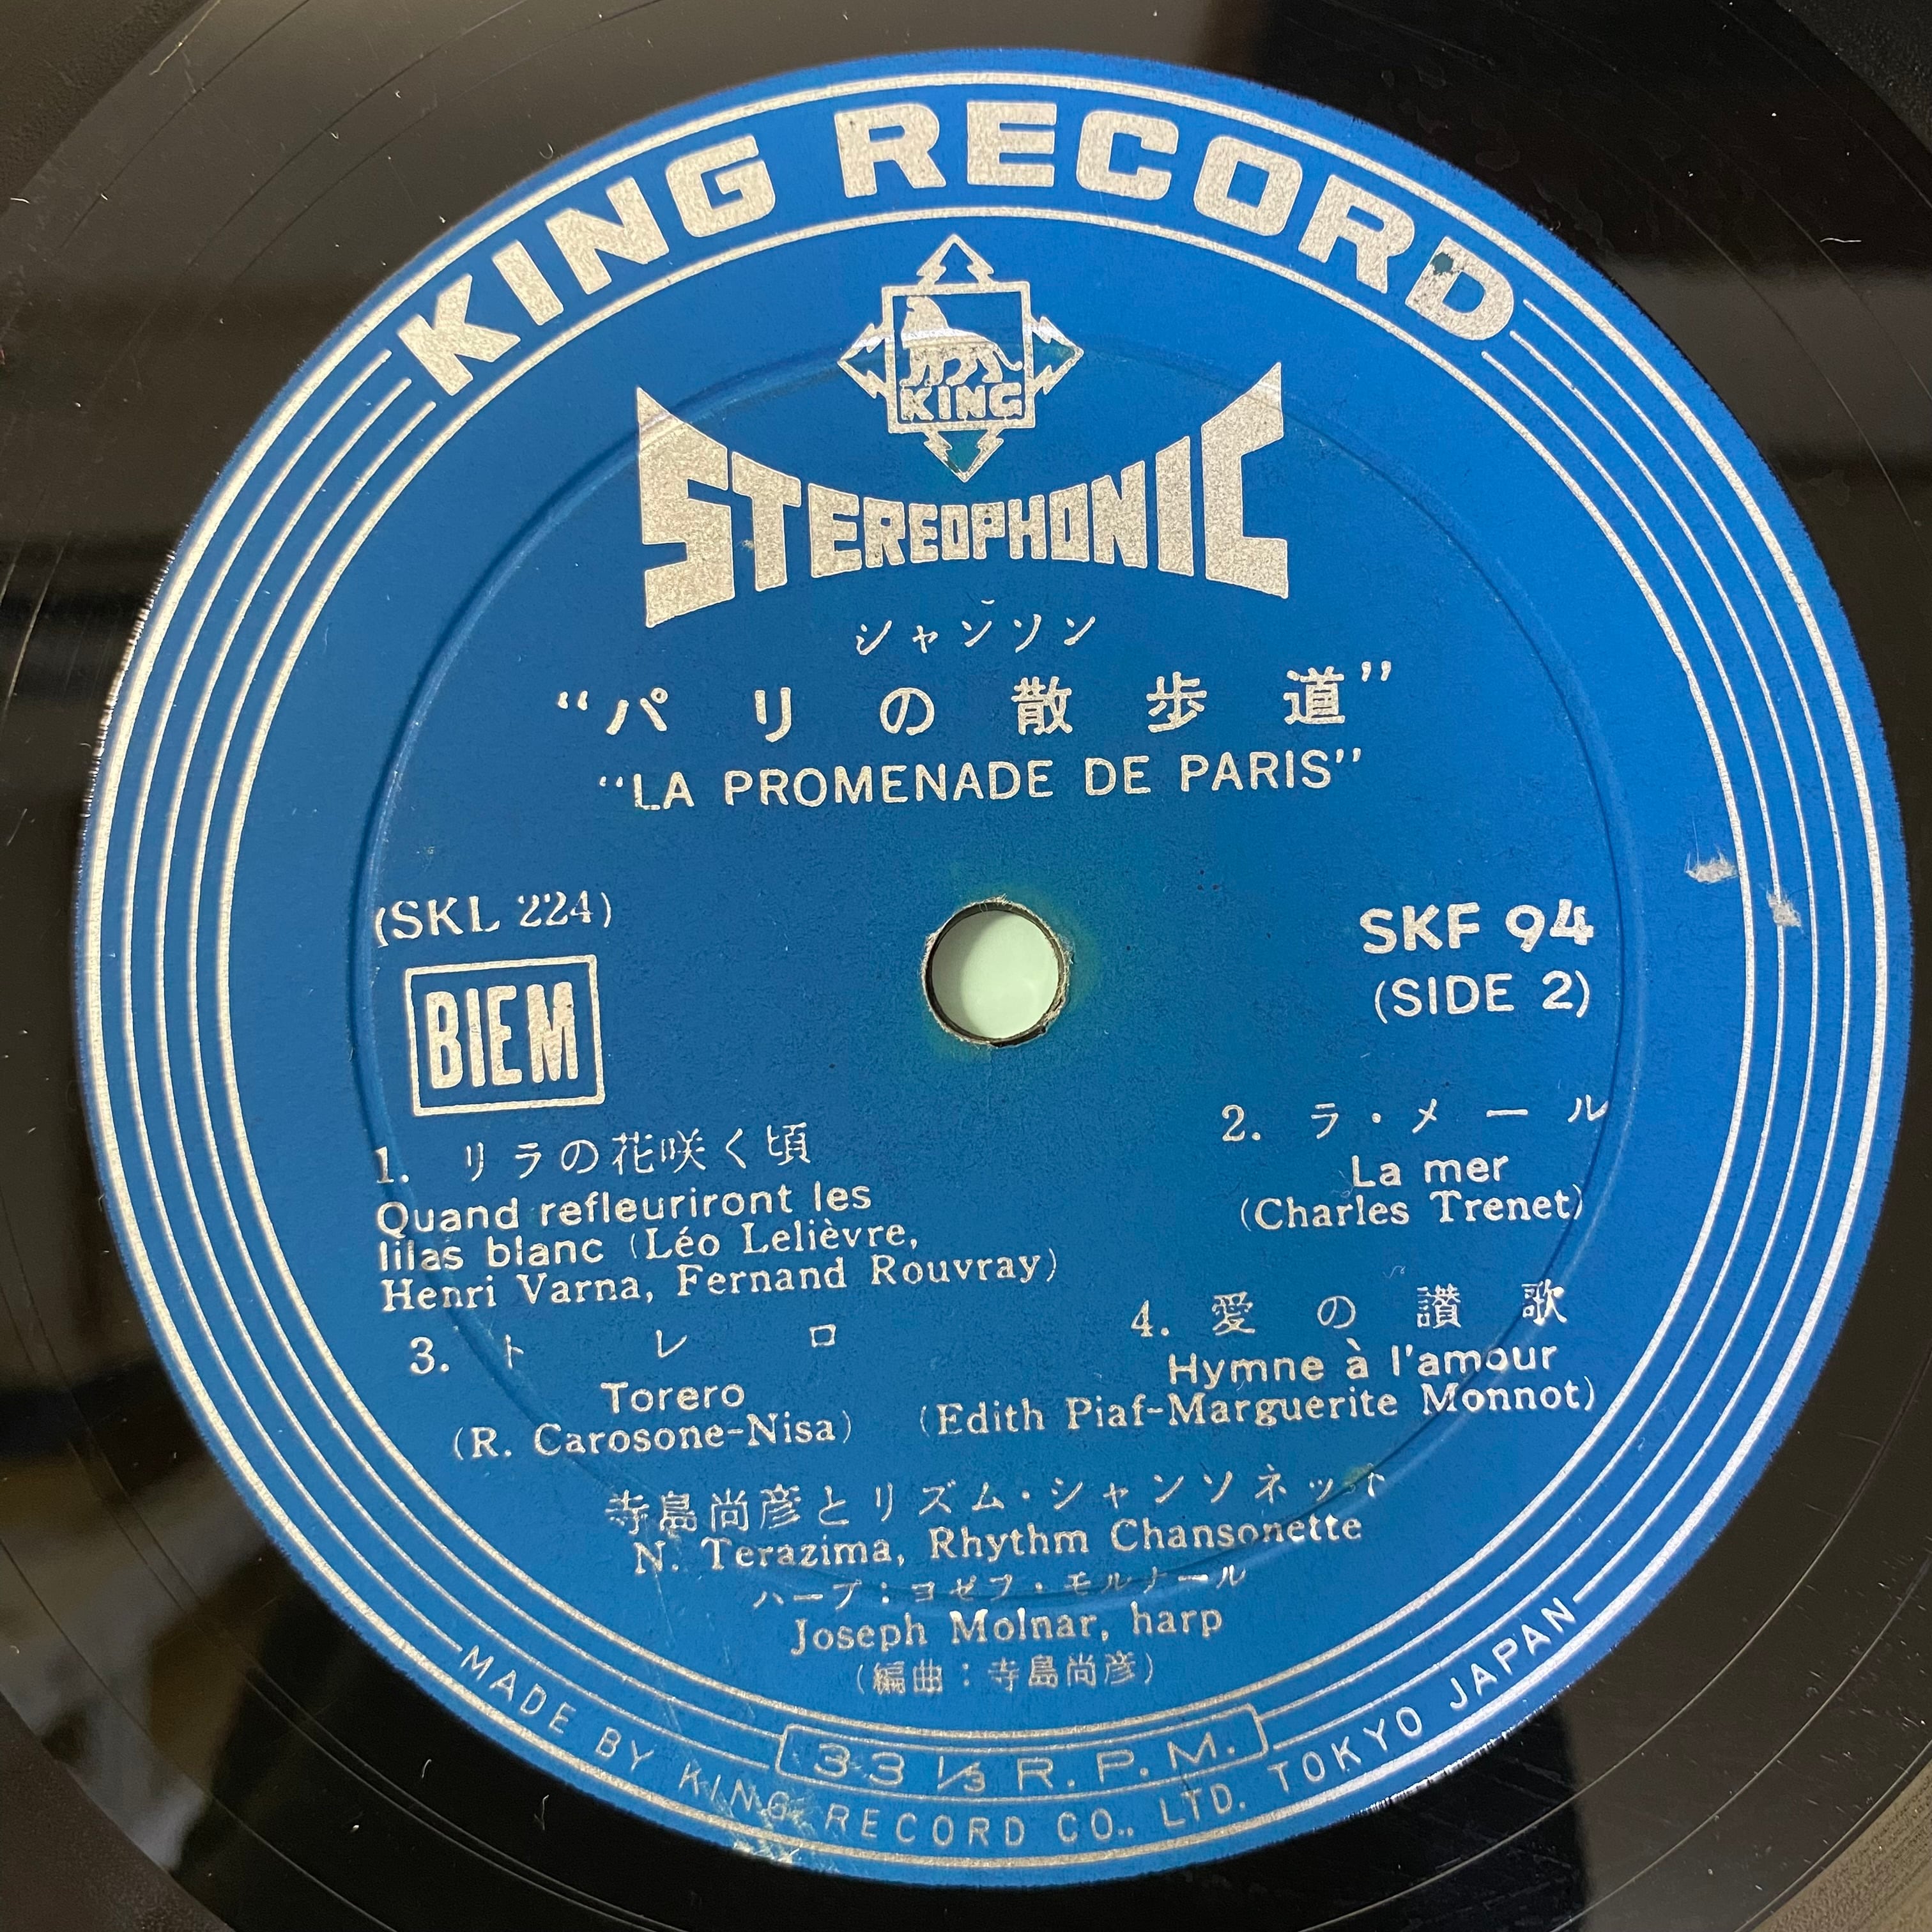 KING RECORD
KING
STEREOPHONIC
シャンソン
“パリの散歩道”
“LA PROMENADE DE PARIS”
(SKL 224)
BIEM
SKF 94
(SIDE 2)
1. リラの花咲く頃
Quand refleuriront les
lilas blanc (Léo Lelièvre,
Henri Varna, Fernand Rouvray)
2. ラ・メール
La mer
(Charles Trenet)
3. トレロ
Torero
(R. Carosone-Nisa)
4. 愛の讃歌
Hymne à l'amour
(Edith Piaf-Marguerite Monnot)
寺島尚彦とリズム・シャンソネット
N. Terazima, Rhythm Chansonette
ハープ：ヨゼフ・モルナール
Joseph Molnar, harp
（編曲：寺島尚彦）
33 1/3 R.P.M.
MADE BY KING RECORD CO., LTD. TOKYO JAPAN